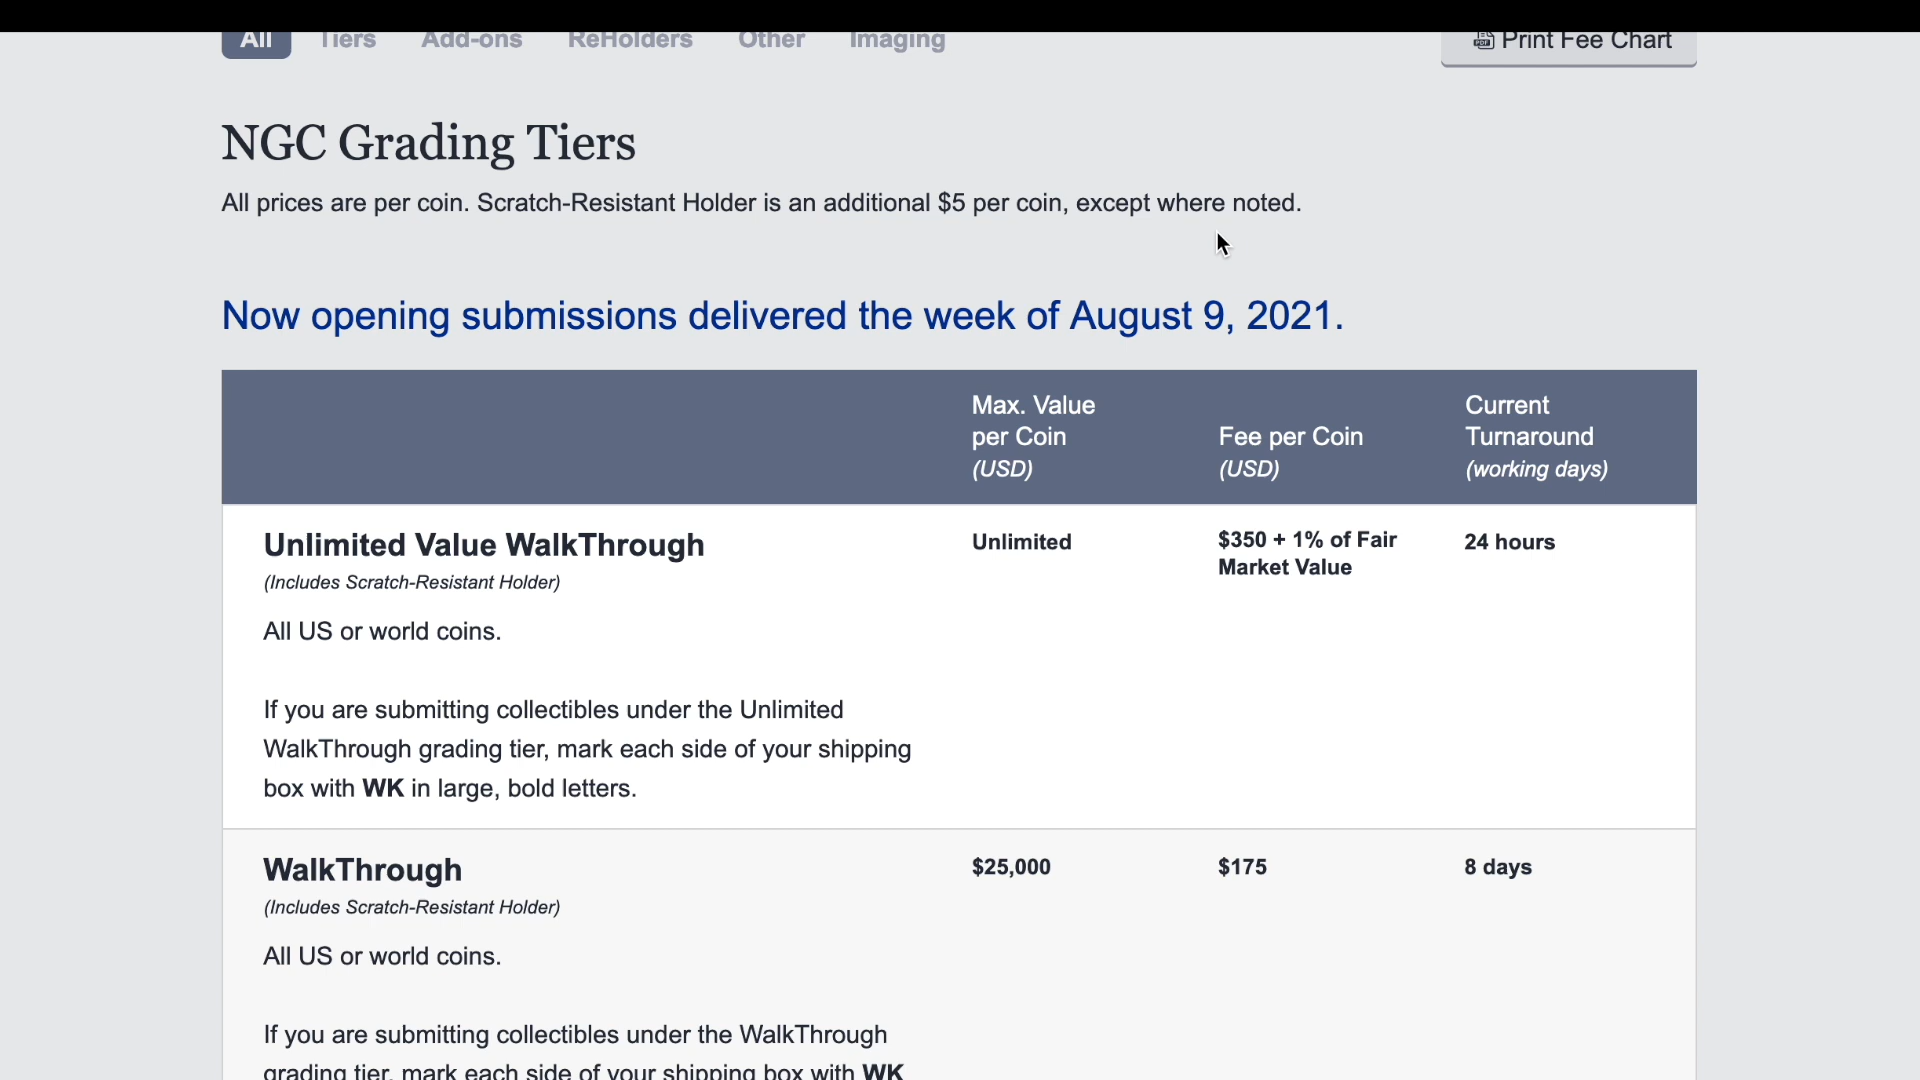 All Tiers Add-ons ReHolders Other Imaging Print Fee Chart
NGC Grading Tiers
All prices are per coin. Scratch-Resistant Holder is an additional $5 per coin, except where noted.
Now opening submissions delivered the week of August 9, 2021.
Max. Value
per Coin
(USD)
Fee per Coin
(USD)
Current
Turnaround
(working days)
Unlimited Value WalkThrough
(Includes Scratch-Resistant Holder)
All US or world coins.
If you are submitting collectibles under the Unlimited
WalkThrough grading tier, mark each side of your shipping
box with WK in large, bold letters.
Unlimited
$350 + 1% of Fair
Market Value
24 hours
WalkThrough
(Includes Scratch-Resistant Holder)
All US or world coins.
If you are submitting collectibles under the WalkThrough
grading tier, mark each side of your shipping box with WK
$25,000
$175
8 days